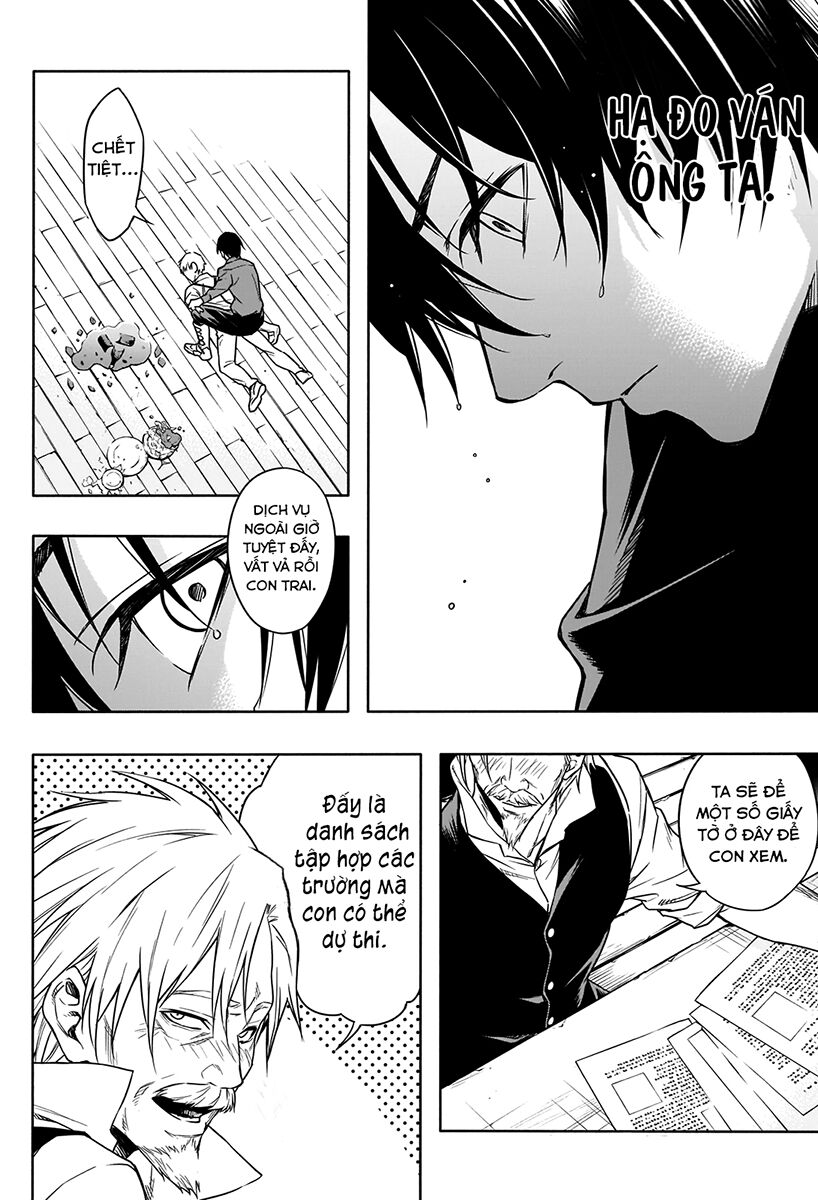 HẠ ĐO VÁN
ÔNG TA.
CHẾT
TIỆT...
DỊCH VỤ
NGOÀI GIỜ
TUYỆT ĐẤY,
VẤT VẢ RỒI
CON TRAI.
TA SẼ ĐỂ
MỘT SỐ GIẤY
TỜ Ở ĐÂY ĐỂ
CON XEM.
Đấy là
danh sách
tập hợp các
trường mà
con có thể
dự thi.